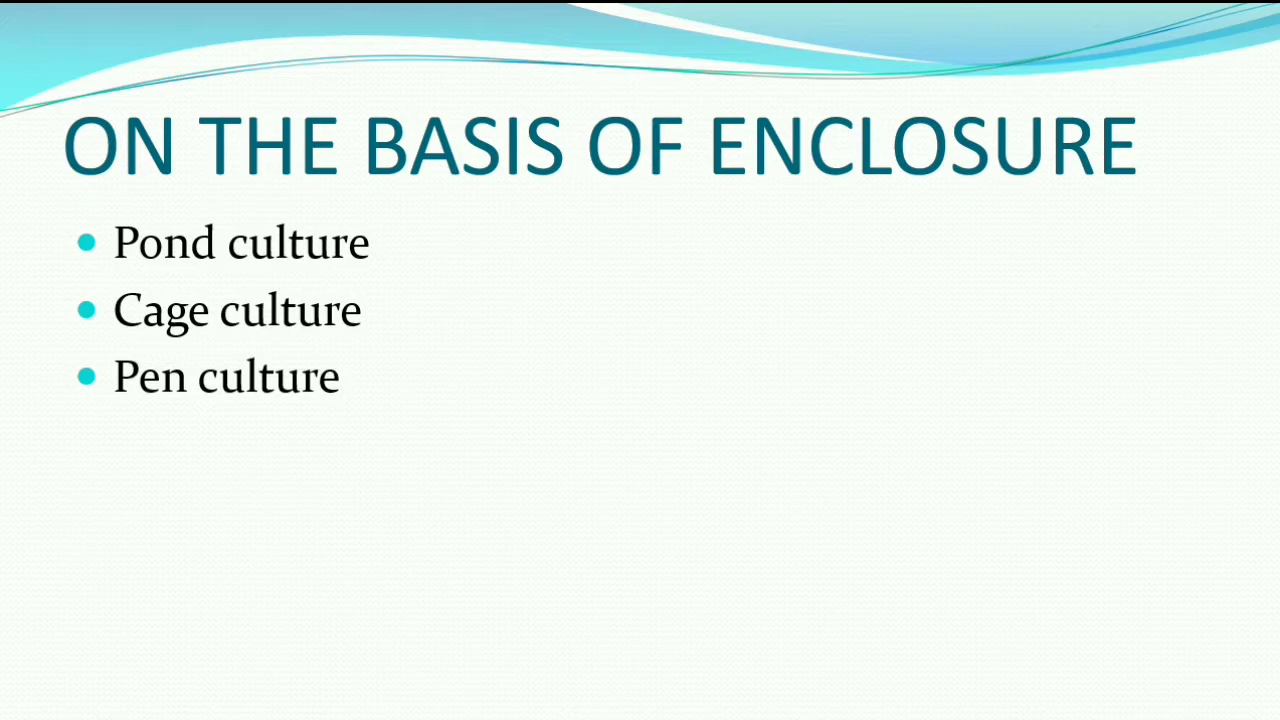 ON THE BASIS OF ENCLOSURE
Pond culture
Cage culture
Pen culture